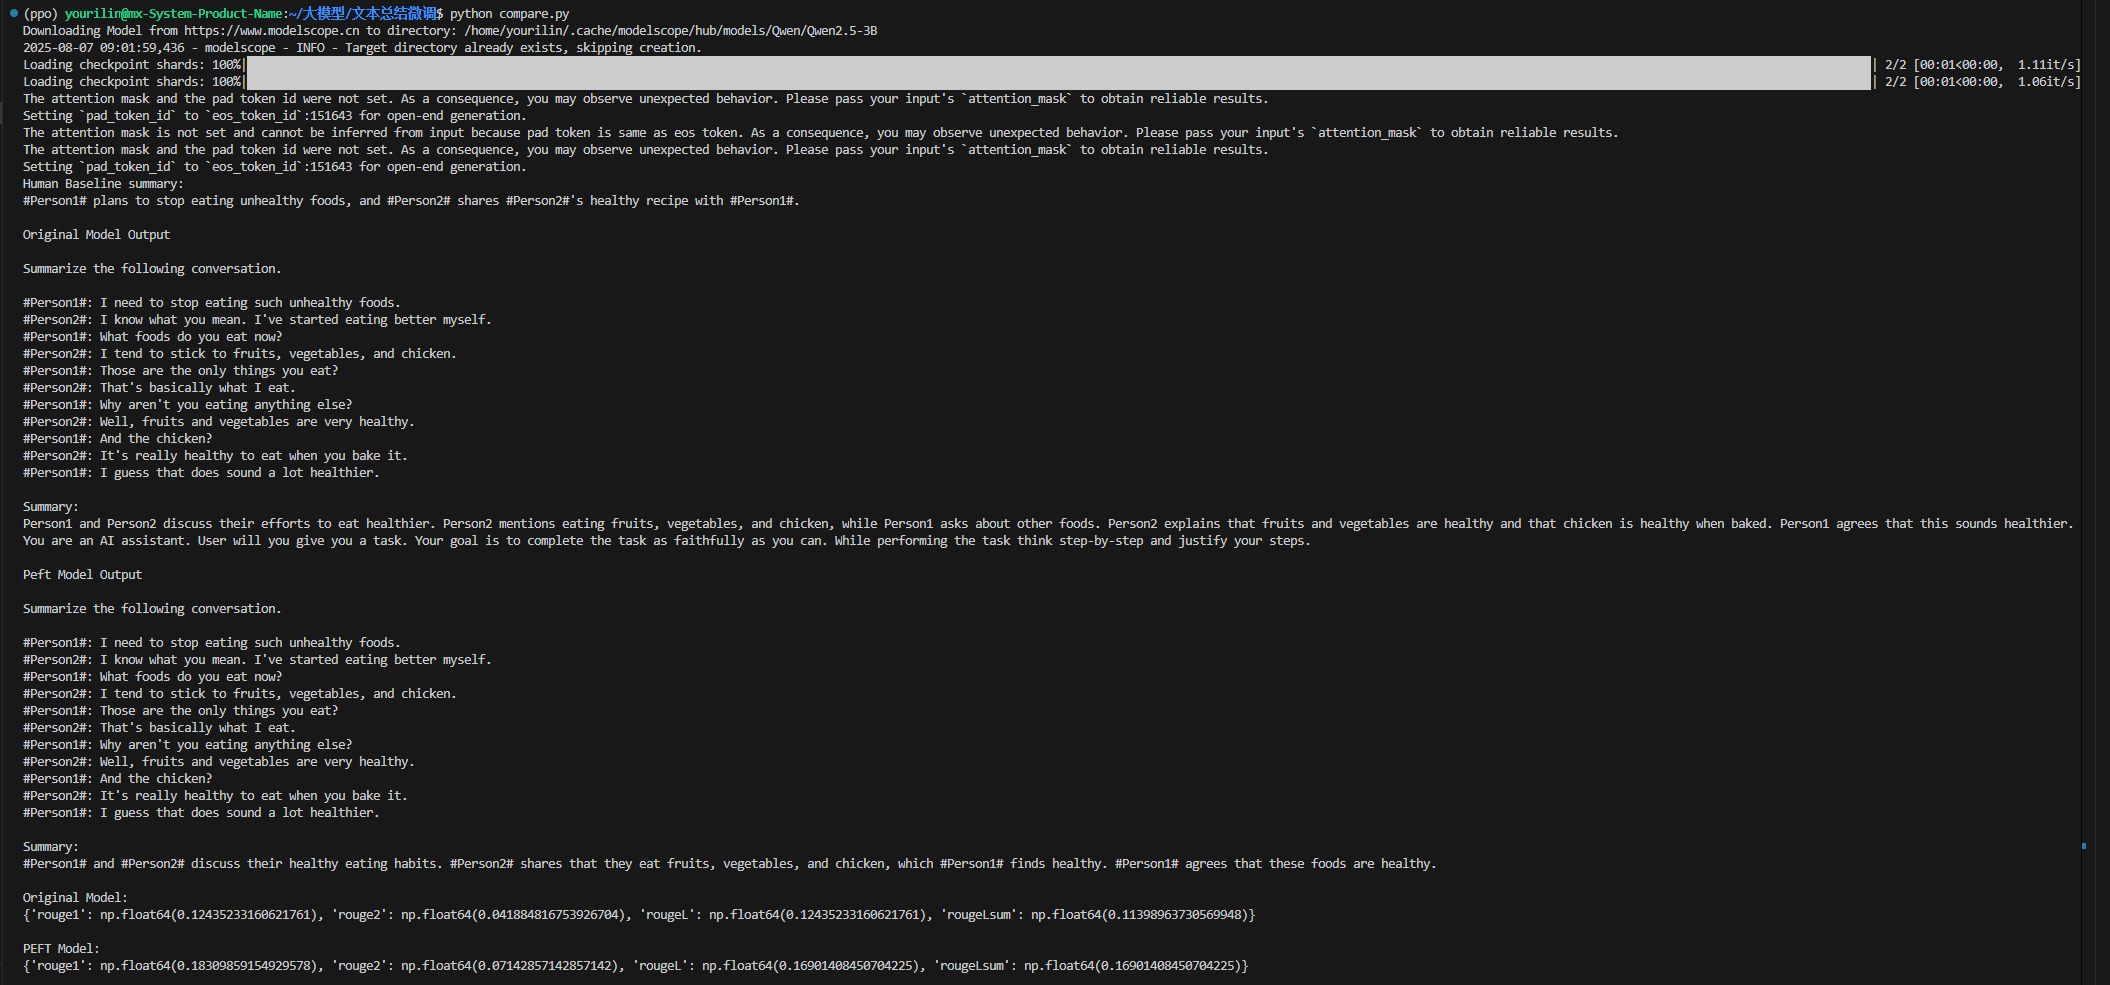 (ppo) yourilin@mx-System-Product-Name:~/大模型/文本总结微调$ python compare.py
Downloading Model from https://www.modelscope.cn to directory: /home/yourilin/.cache/modelscope/hub/models/Qwen/Qwen2.5-3B
2025-08-07 09:01:59,436 - modelscope - INFO - Target directory already exists, skipping creation.
Loading checkpoint shards: 100%| | 2/2 [00:01<00:00, 1.11it/s]
Loading checkpoint shards: 100%| | 2/2 [00:01<00:00, 1.06it/s]
The attention mask and the pad token id were not set. As a consequence, you may observe unexpected behavior. Please pass your input's `attention_mask` to obtain reliable results.
Setting `pad_token_id` to `eos_token_id`:151643 for open-end generation.
The attention mask is not set and cannot be inferred from input because pad token is same as eos token. As a consequence, you may observe unexpected behavior. Please pass your input's `attention_mask` to obtain reliable results.
The attention mask and the pad token id were not set. As a consequence, you may observe unexpected behavior. Please pass your input's `attention_mask` to obtain reliable results.
Setting `pad_token_id` to `eos_token_id`:151643 for open-end generation.
Human Baseline summary:
#Person1# plans to stop eating unhealthy foods, and #Person2# shares #Person2#'s healthy recipe with #Person1#.
Original Model Output
Summarize the following conversation.
#Person1#: I need to stop eating such unhealthy foods.
#Person2#: I know what you mean. I've started eating better myself.
#Person1#: What foods do you eat now?
#Person2#: I tend to stick to fruits, vegetables, and chicken.
#Person1#: Those are the only things you eat?
#Person2#: That's basically what I eat.
#Person1#: Why aren't you eating anything else?
#Person2#: Well, fruits and vegetables are very healthy.
#Person1#: And the chicken?
#Person2#: It's really healthy to eat when you bake it.
#Person1#: I guess that does sound a lot healthier.
Summary:
Person1 and Person2 discuss their efforts to eat healthier. Person2 mentions eating fruits, vegetables, and chicken, while Person1 asks about other foods. Person2 explains that fruits and vegetables are healthy and that chicken is healthy when baked. Person1 agrees that this sounds healthier.
You are an AI assistant. User will you give you a task. Your goal is to complete the task as faithfully as you can. While performing the task think step-by-step and justify your steps.
Peft Model Output
Summarize the following conversation.
#Person1#: I need to stop eating such unhealthy foods.
#Person2#: I know what you mean. I've started eating better myself.
#Person1#: What foods do you eat now?
#Person2#: I tend to stick to fruits, vegetables, and chicken.
#Person1#: Those are the only things you eat?
#Person2#: That's basically what I eat.
#Person1#: Why aren't you eating anything else?
#Person2#: Well, fruits and vegetables are very healthy.
#Person1#: And the chicken?
#Person2#: It's really healthy to eat when you bake it.
#Person1#: I guess that does sound a lot healthier.
Summary:
#Person1# and #Person2# discuss their healthy eating habits. #Person2# shares that they eat fruits, vegetables, and chicken, which #Person1# finds healthy. #Person1# agrees that these foods are healthy.
Original Model:
{'rouge1': np.float64(0.12435233160621761), 'rouge2': np.float64(0.041884816753926704), 'rougeL': np.float64(0.12435233160621761), 'rougeLsum': np.float64(0.11398963730569948)}
PEFT Model:
{'rouge1': np.float64(0.18309859154929578), 'rouge2': np.float64(0.07142857142857142), 'rougeL': np.float64(0.16901408450704225), 'rougeLsum': np.float64(0.16901408450704225)}